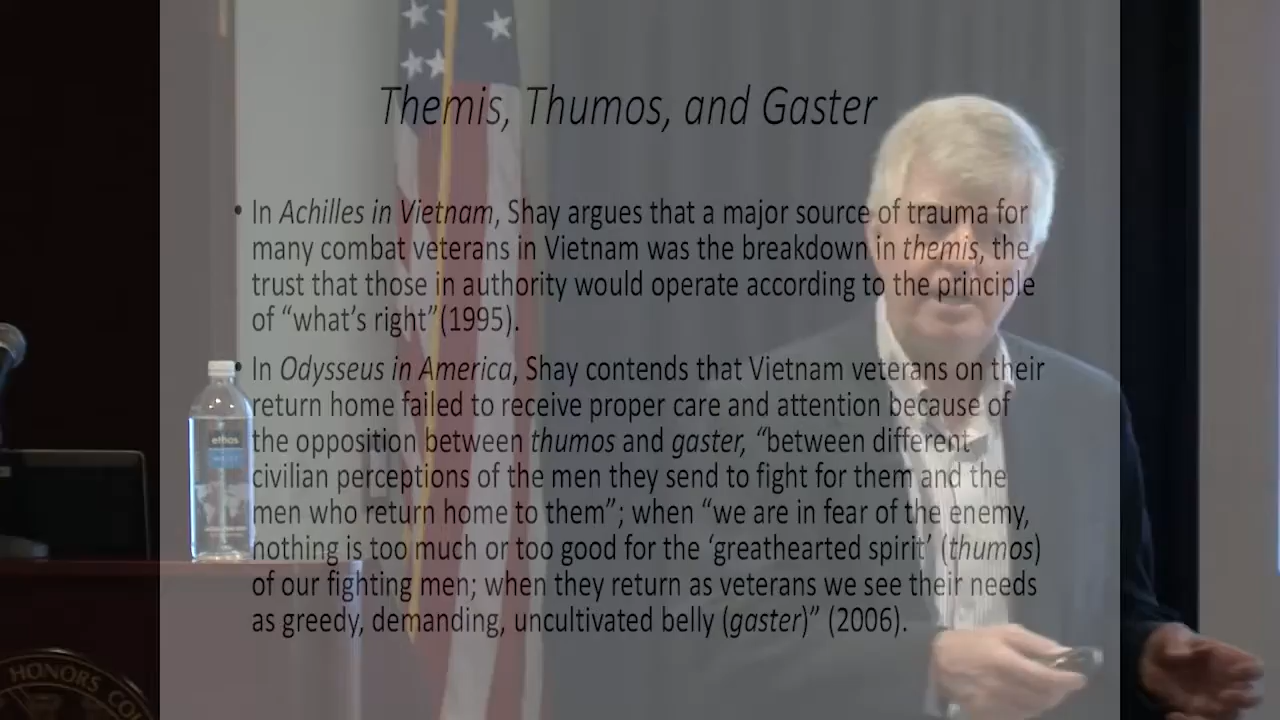 Themis, Thumos, and Gaster
• In Achilles in Vietnam, Shay argues that a major source of trauma for
many combat veterans in Vietnam was the breakdown in themis, the
trust that those in authority would operate according to the principle
of “what’s right”(1995).
• In Odysseus in America, Shay contends that Vietnam veterans on their
return home failed to receive proper care and attention because of
the opposition between thumos and gaster, “between different
civilian perceptions of the men they send to fight for them and the
men who return home to them”; when “we are in fear of the enemy,
nothing is too much or too good for the ‘greathearted spirit’ (thumos)
of our fighting men; when they return as veterans we see their needs
as greedy, demanding, uncultivated belly (gaster)” (2006).
ethos
HONORS